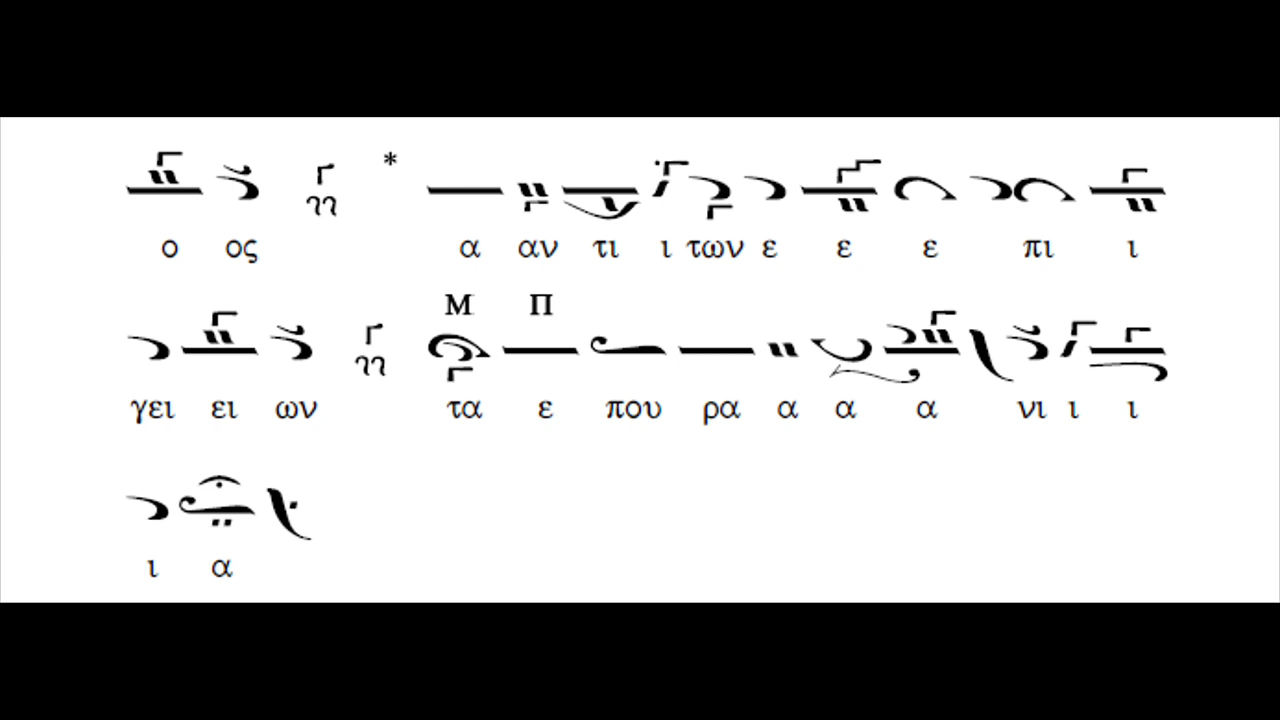 ο ος * α αν τι ι των ε ε ε πι ι
Μ Π
γει ει ων τα ε που ρα α α α νι ι ι
ι α